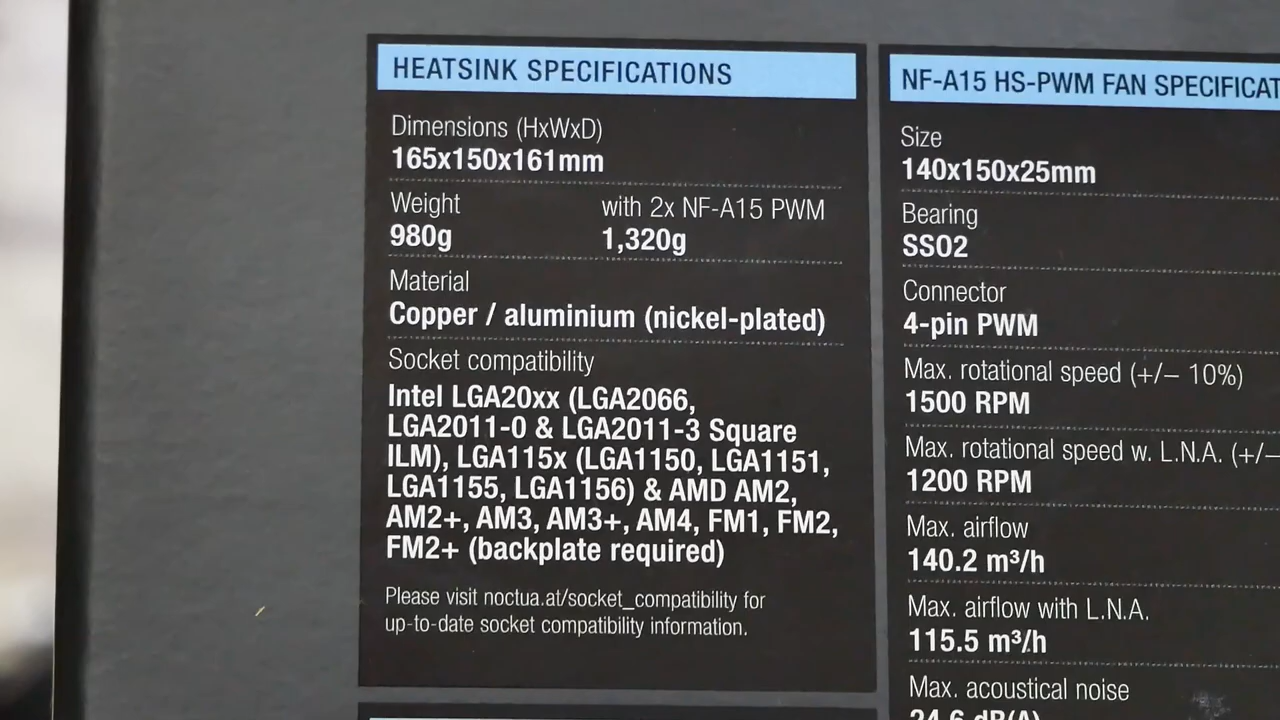 HEATSINK SPECIFICATIONS
Dimensions (HxWxD)
165x150x161mm
Weight with 2x NF-A15 PWM
980g 1,320g
Material
Copper / aluminium (nickel-plated)
Socket compatibility
Intel LGA20xx (LGA2066,
LGA2011-0 & LGA2011-3 Square
ILM), LGA115x (LGA1150, LGA1151,
LGA1155, LGA1156) & AMD AM2,
AM2+, AM3, AM3+, AM4, FM1, FM2,
FM2+ (backplate required)
Please visit noctua.at/socket_compatibility for
up-to-date socket compatibility information.
NF-A15 HS-PWM FAN SPECIFICAT
Size
140x150x25mm
Bearing
SSO2
Connector
4-pin PWM
Max. rotational speed (+/– 10%)
1500 RPM
Max. rotational speed w. L.N.A. (+/–
1200 RPM
Max. airflow
140.2 m³/h
Max. airflow with L.N.A.
115.5 m³/h
Max. acoustical noise
24.6 dB(A)